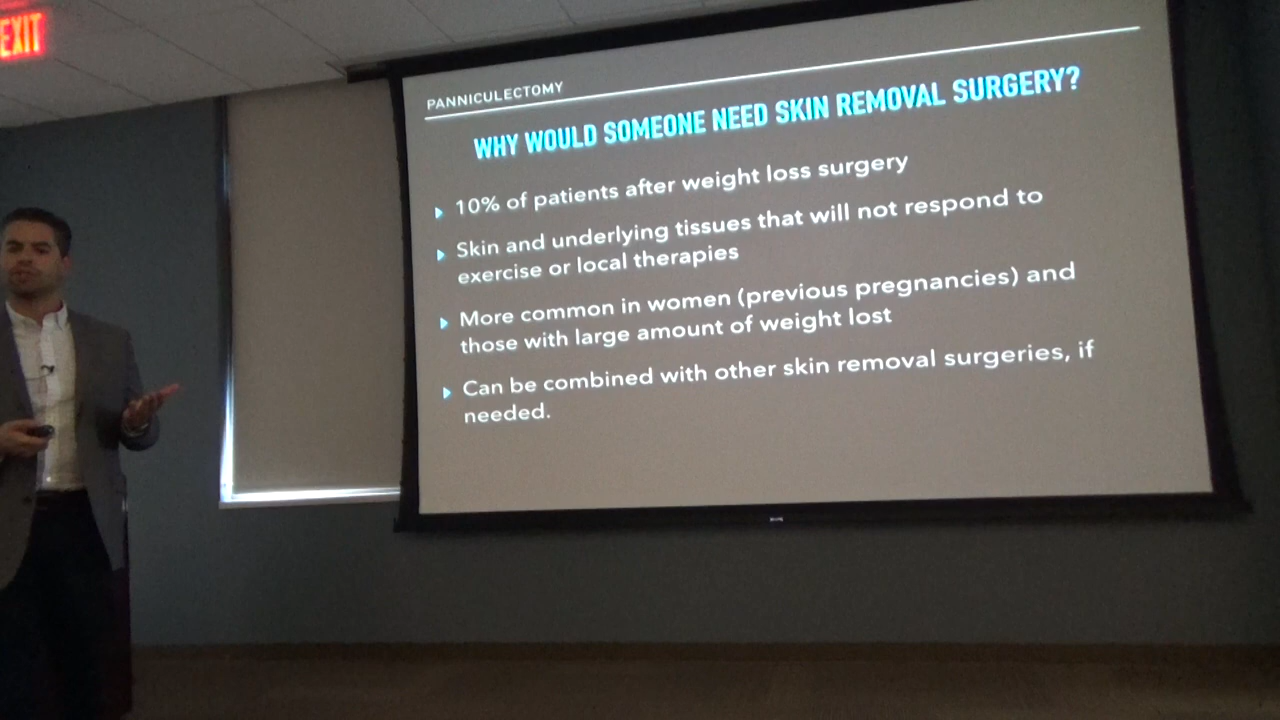 EXIT
PANNICULECTOMY
WHY WOULD SOMEONE NEED SKIN REMOVAL SURGERY?
10% of patients after weight loss surgery
Skin and underlying tissues that will not respond to
exercise or local therapies
More common in women (previous pregnancies) and
those with large amount of weight lost
Can be combined with other skin removal surgeries, if
needed.